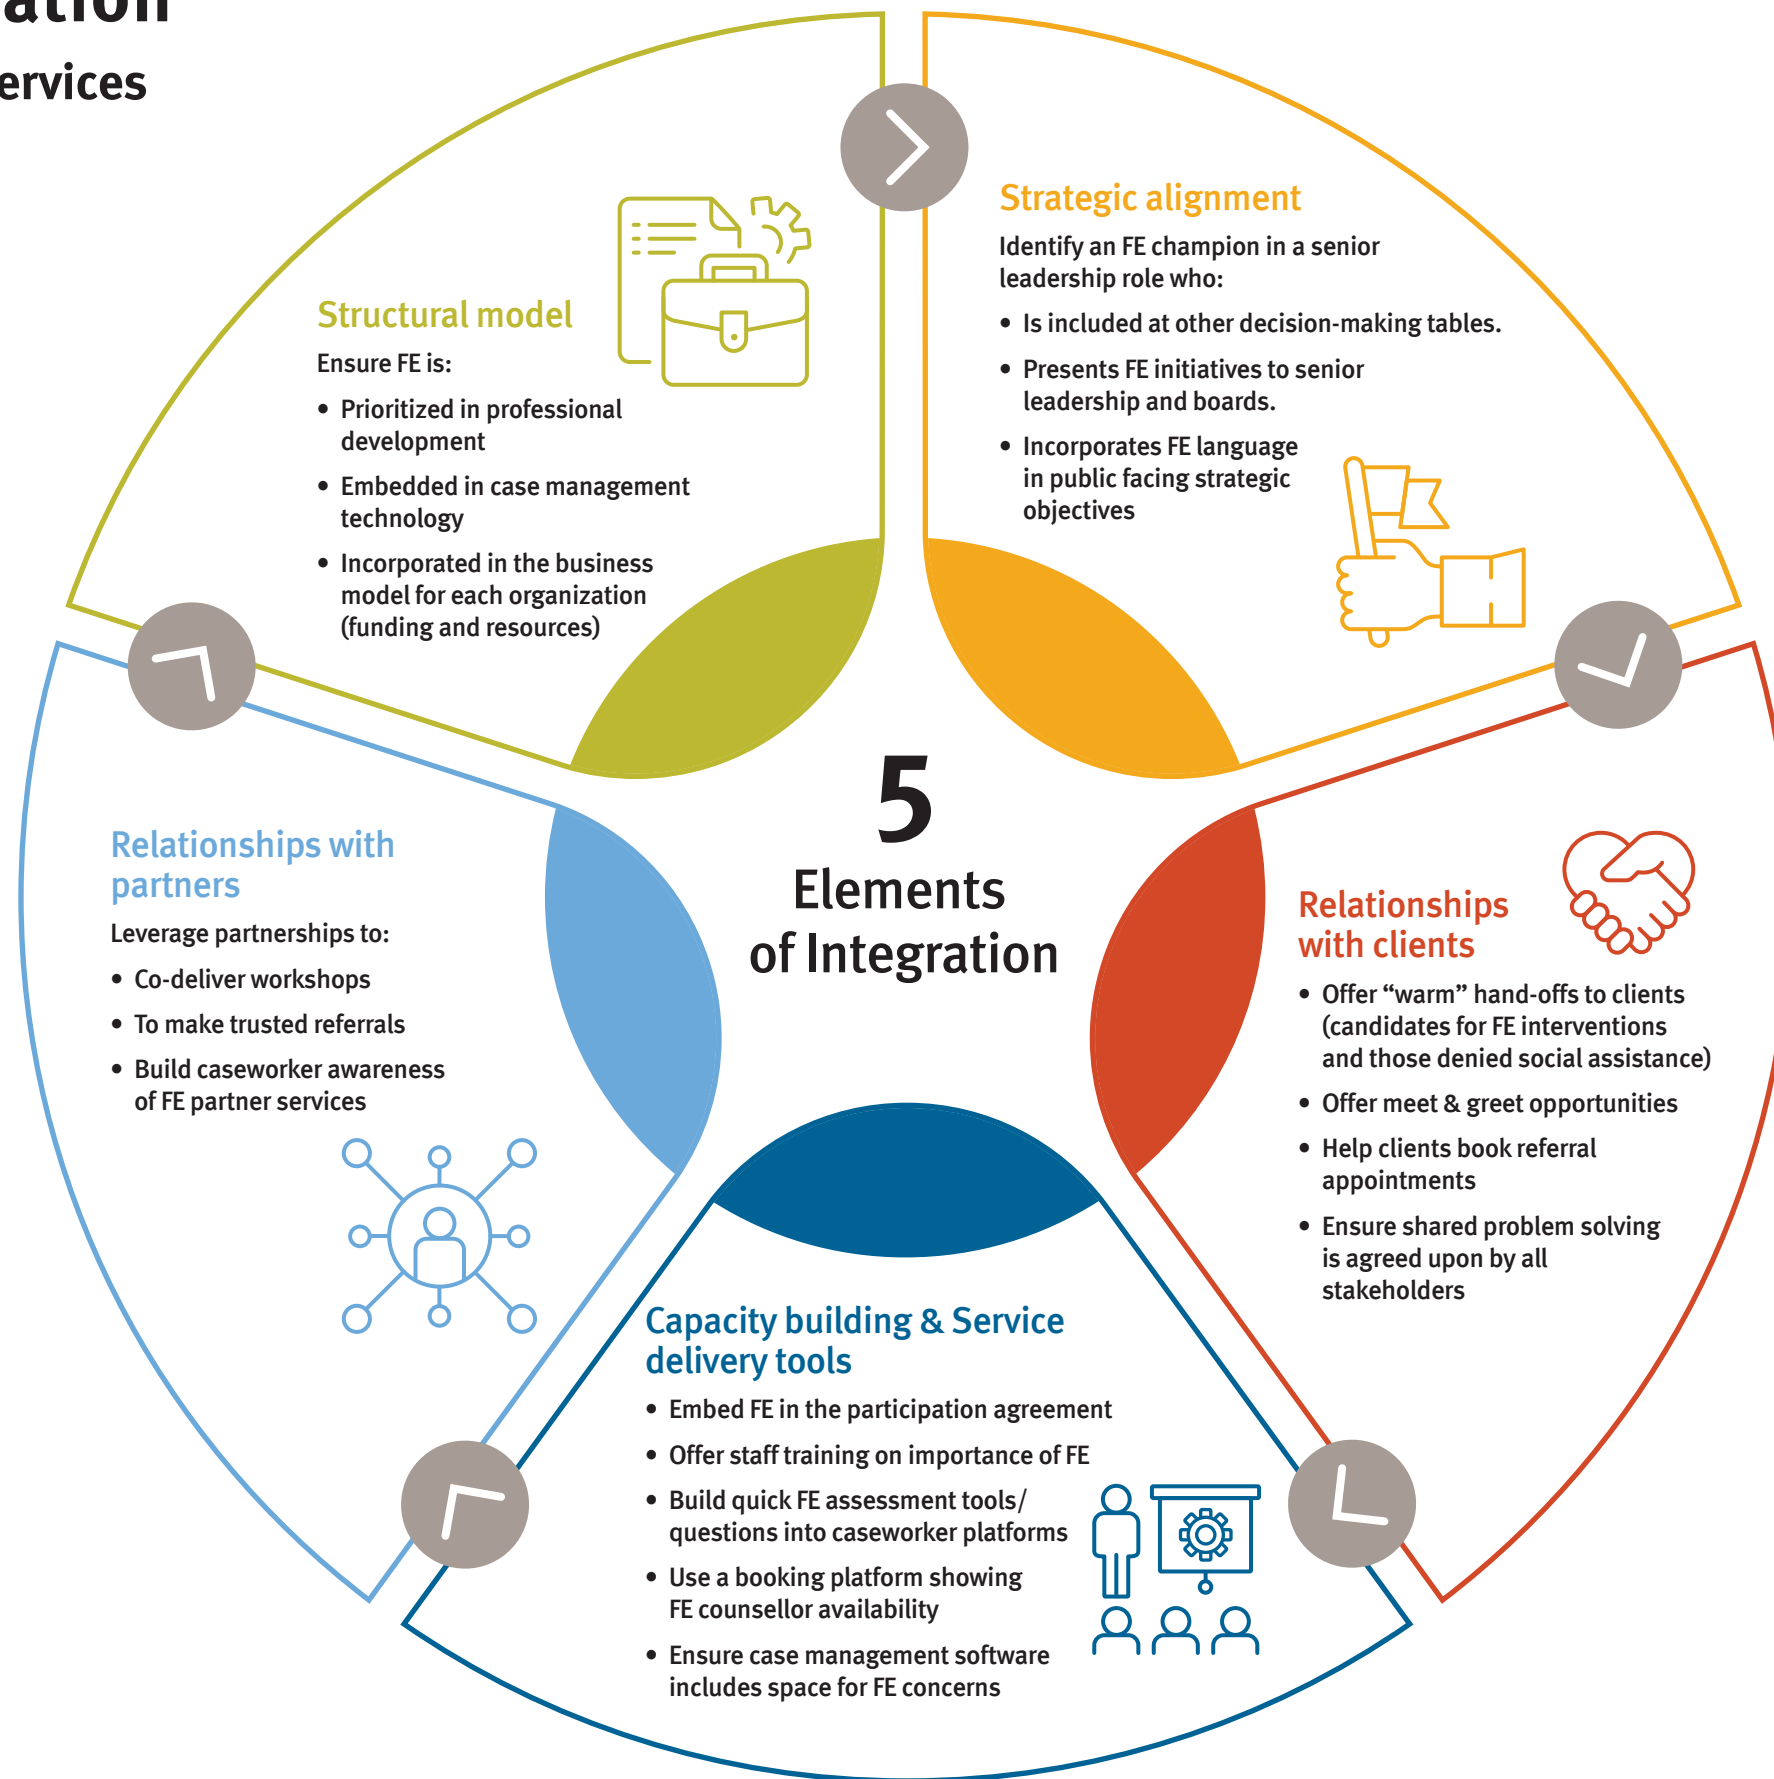 ation
ervices
Strategic alignment
Identify an FE champion in a senior
leadership role who:
• Is included at other decision-making tables.
• Presents FE initiatives to senior
leadership and boards.
• Incorporates FE language
in public facing strategic
objectives
Structural model
Ensure FE is:
• Prioritized in professional
development
• Embedded in case management
technology
• Incorporated in the business
model for each organization
(funding and resources)
5
Elements
of Integration
Relationships with
partners
Leverage partnerships to:
• Co-deliver workshops
• To make trusted referrals
• Build caseworker awareness
of FE partner services
Relationships
with clients
• Offer “warm” hand-offs to clients
(candidates for FE interventions
and those denied social assistance)
• Offer meet & greet opportunities
• Help clients book referral
appointments
• Ensure shared problem solving
is agreed upon by all
stakeholders
Capacity building & Service
delivery tools
• Embed FE in the participation agreement
• Offer staff training on importance of FE
• Build quick FE assessment tools/
questions into caseworker platforms
• Use a booking platform showing
FE counsellor availability
• Ensure case management software
includes space for FE concerns